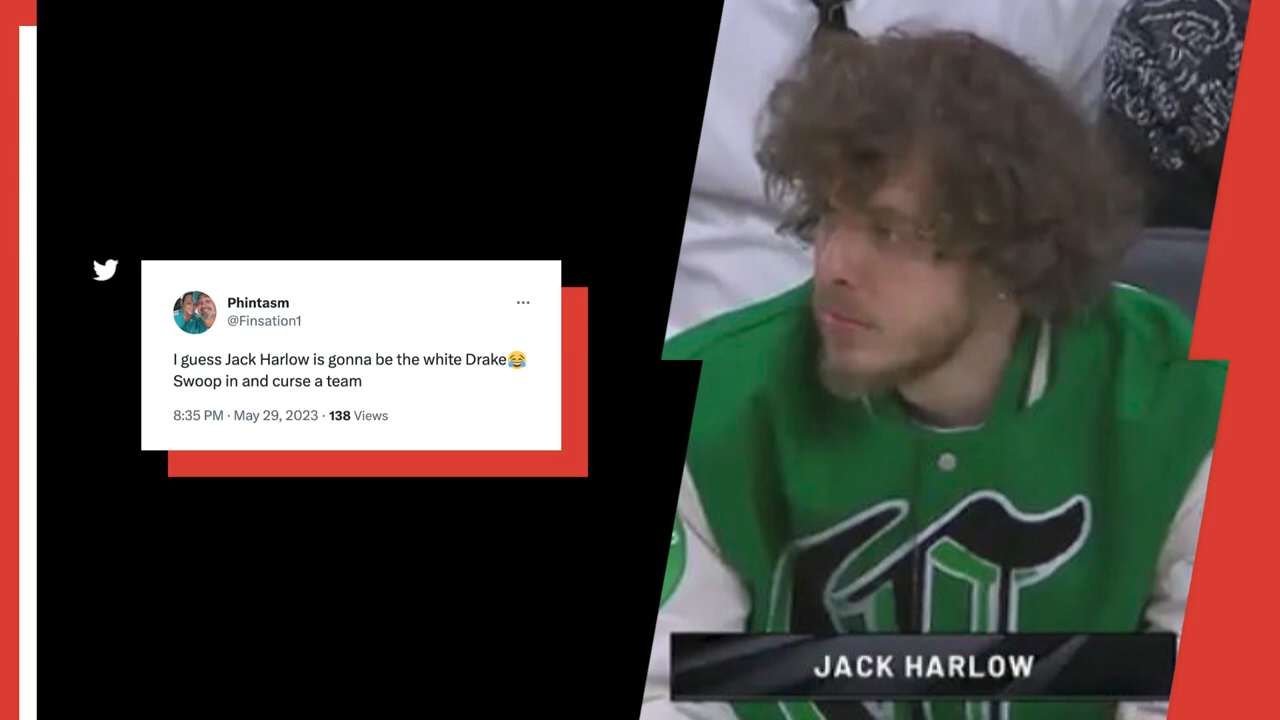 Phintasm
@Finsation1
I guess Jack Harlow is gonna be the white Drake😂
Swoop in and curse a team
8:35 PM · May 29, 2023 · 138 Views
JACK HARLOW